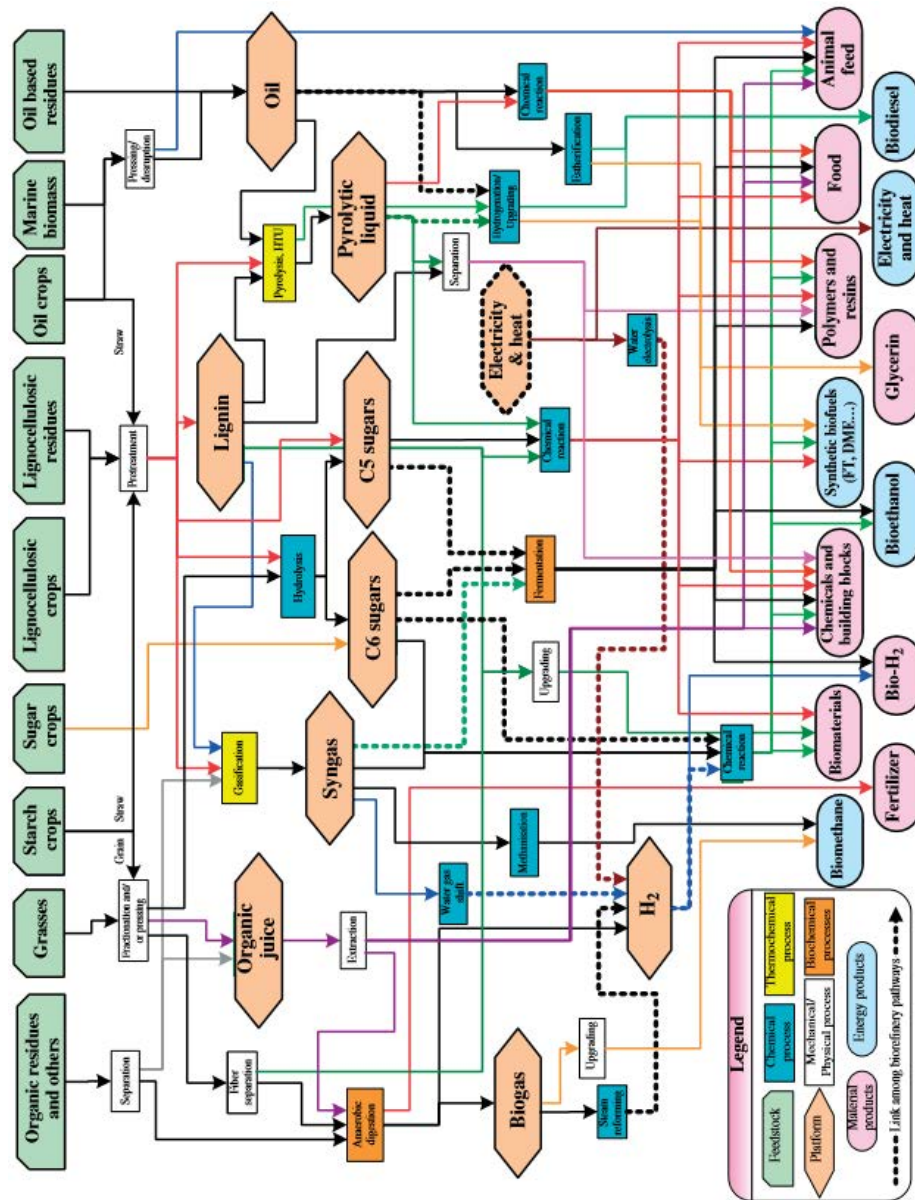 Organic residues
and others
Grasses
Starch
crops
Sugar
crops
Lignocellulosic
crops
Lignocellulosic
residues
Oil crops
Marine
biomass
Oil based
residues
Grain
Straw
Straw
Separation
Fractionation and/
or pressing
Pretreatment
Pressing/
desruption
Fiber
separation
Organic
juice
Gasification
Hydrolysis
Lignin
Oil
Pyrolysis, HTU
Anaerobic
digestion
Extraction
Syngas
C6 sugars
C5 sugars
Pyrolytic
liquid
Water gas
shift
Methanisation
Fermentation
Separation
Electricity
& heat
Hydrogenation/
Upgrading
Chemical
reaction
Esthérification
Biogas
Upgrading
Steam
reforming
H2
Upgrading
Chemical
reaction
Chemical
reaction
Water
electrolysis
Biomethane
Fertilizer
Biomaterials
Bio-H2
Chemicals and
building blocks
Bioethanol
Synthetic biofuels
(FT, DME...)
Glycerin
Polymers and
resins
Electricity
and heat
Food
Biodiesel
Animal
feed
Legend
Feedstock
Chemical
process
Thermochemical
process
Platform
Mechanical/
Physical process
Biochemical
processes
Material
products
Energy products
Link among biorefinery pathways